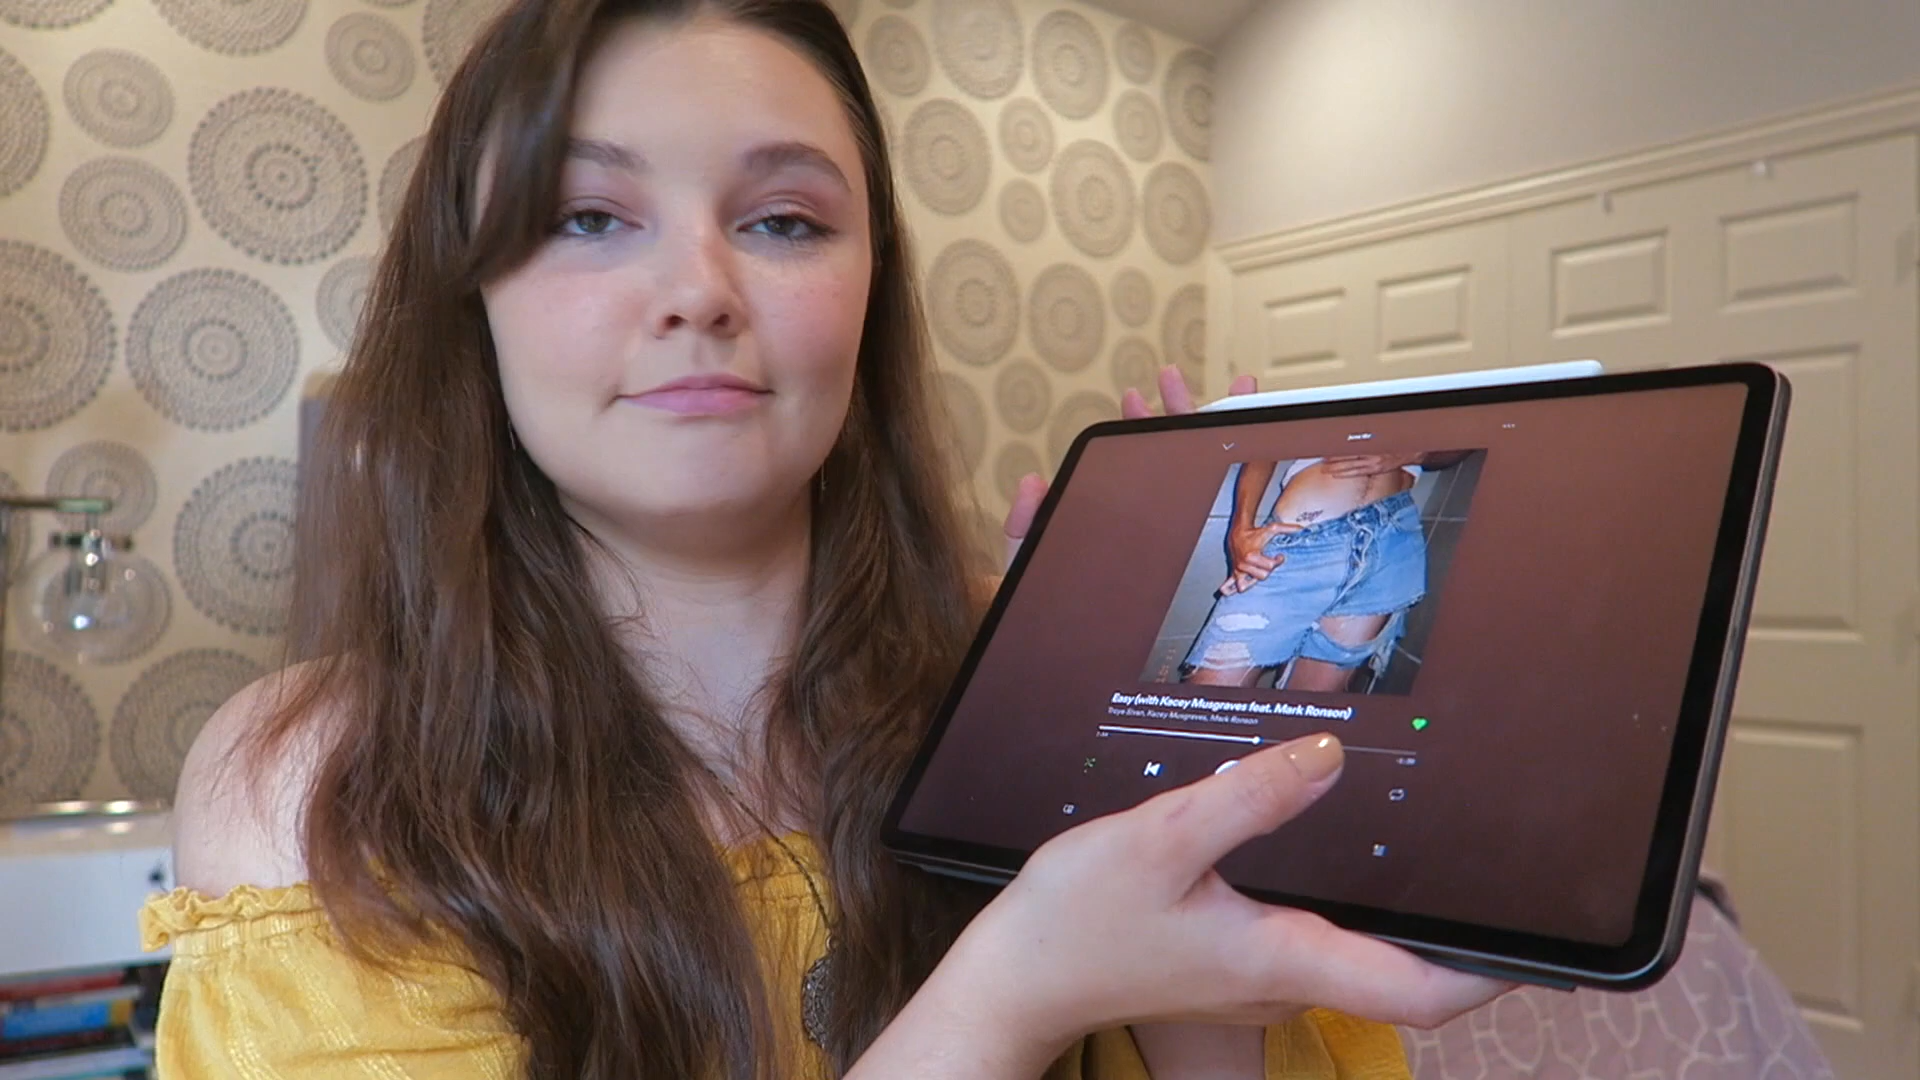 Easy (with Kacey Musgraves feat. Mark Ronson)
Troye Sivan, Kacey Musgraves, Mark Ronson